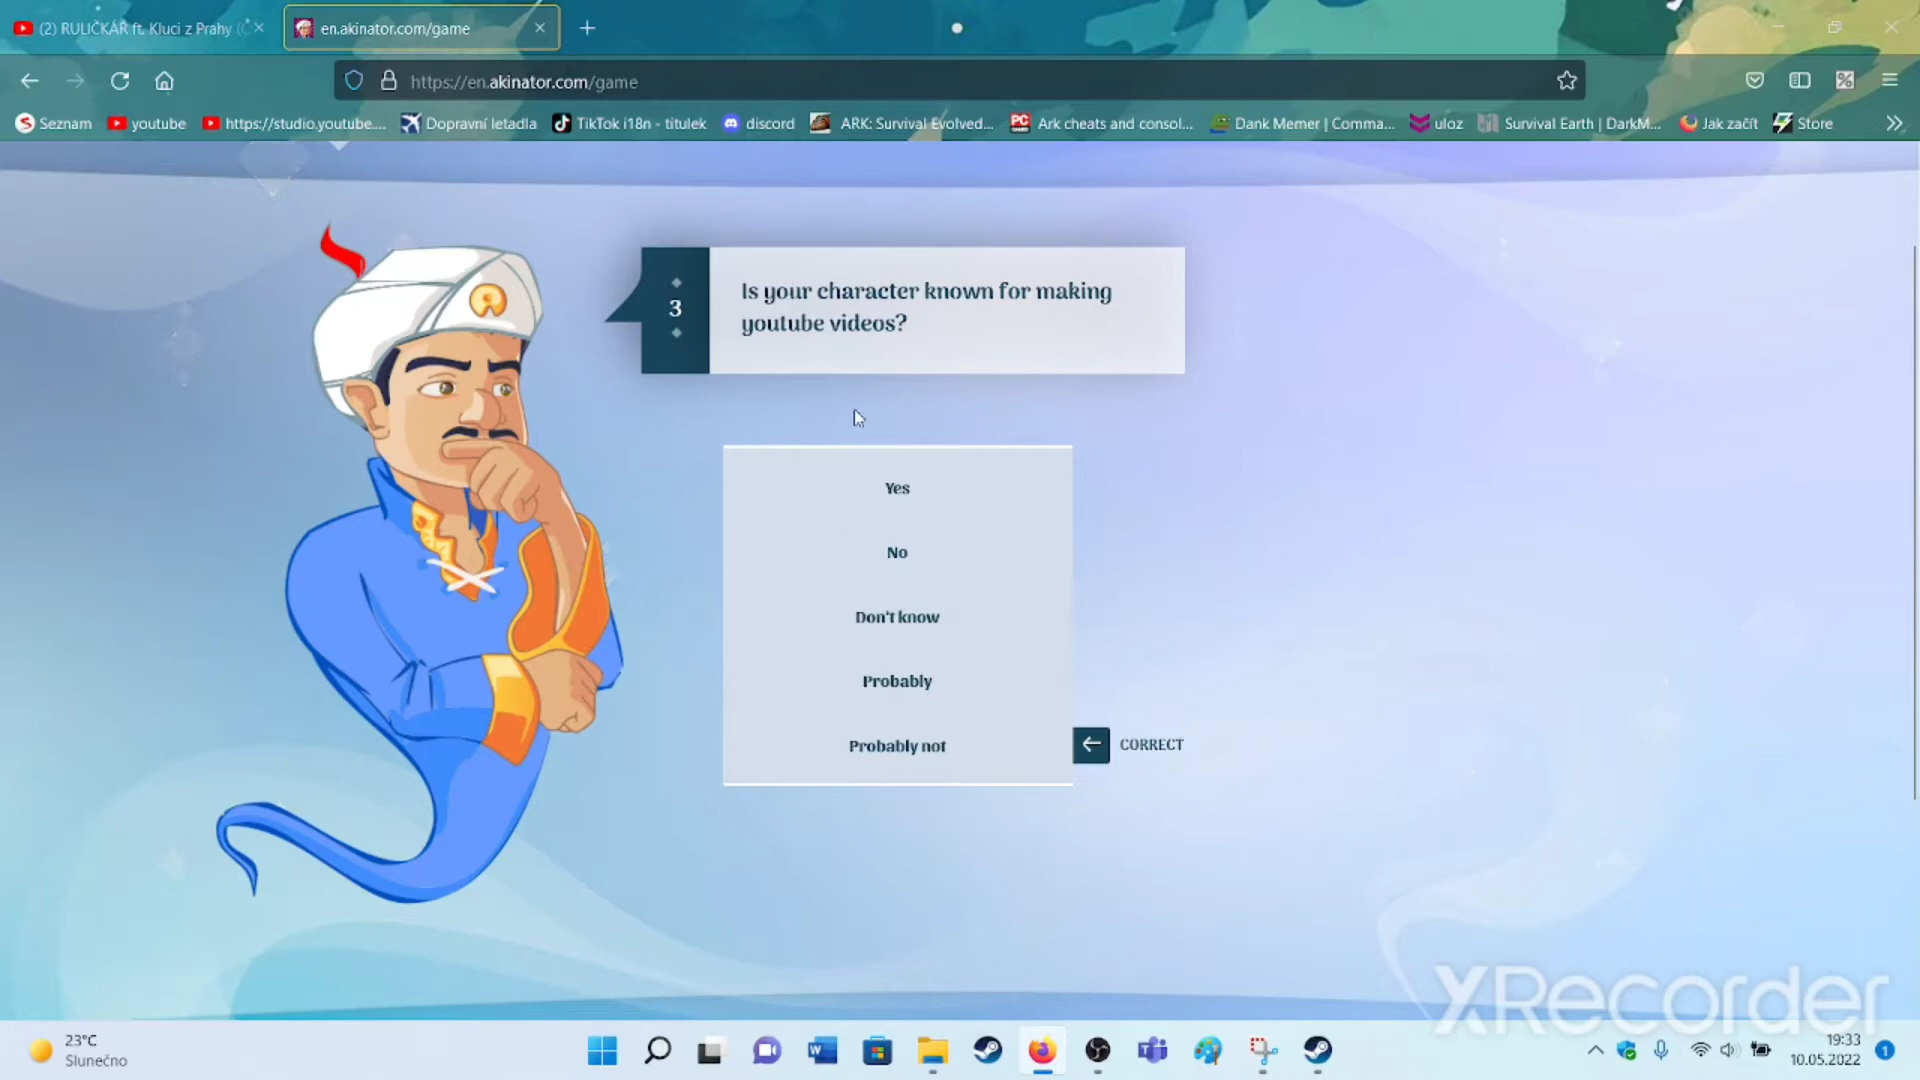 (2) RULIČKÁŘ ft. Kluci z Prahy
en.akinator.com/game
https://en.akinator.com/game
Seznam
youtube
https://studio.youtube....
Dopravní letadla
TikTok i18n - titulek
discord
ARK: Survival Evolved...
Ark cheats and consol...
Dank Memer | Comma...
uloz
Survival Earth | DarkM...
Jak začít
Store
3
Is your character known for making
youtube videos?
Yes
No
Don't know
Probably
Probably not
CORRECT
XRecorder
23°C
Slunečno
19:33
10.05.2022
1